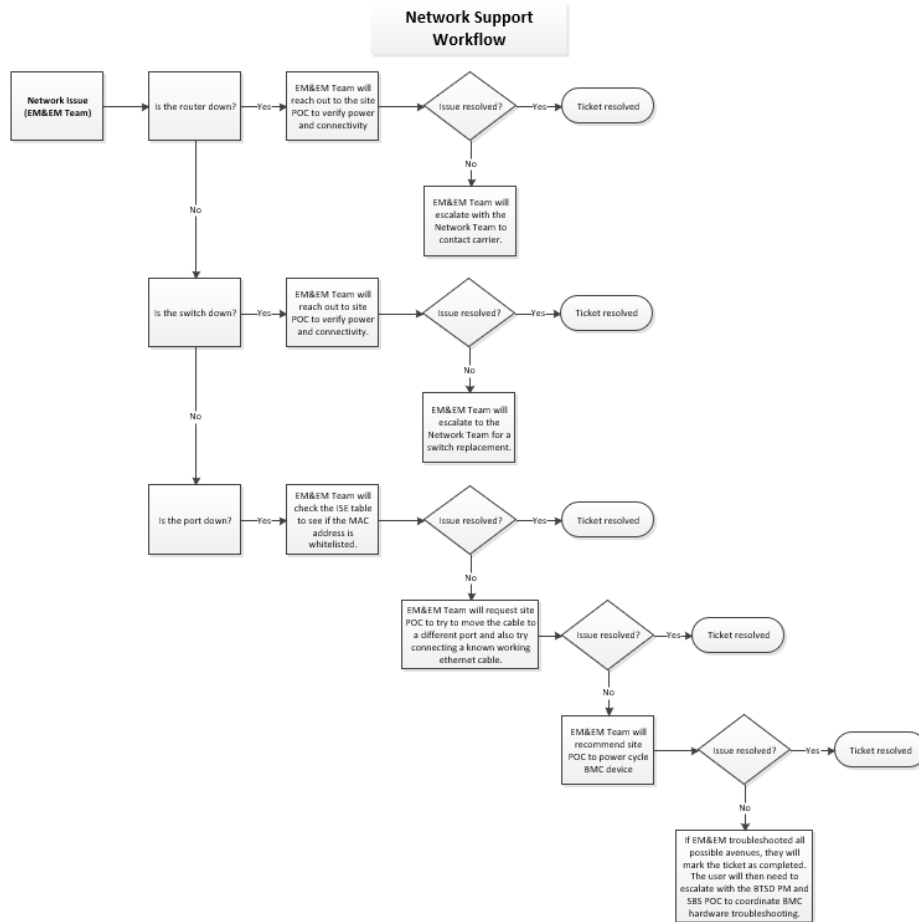 Network Support
Workflow
Network Issue
(EM&EM Team)
Is the router down?
Yes
EM&EM Team will
reach out to the site
POC to verify power
and connectivity
Issue resolved?
Yes
Ticket resolved
No
EM&EM Team will
escalate with the
Network Team to
contact carrier.
No
Is the switch down?
Yes
EM&EM Team will
reach out to site
POC to verify power
and connectivity.
Issue resolved?
Yes
Ticket resolved
No
EM&EM Team will
escalate to the
Network Team for a
switch replacement.
No
Is the port down?
Yes
EM&EM Team will
check the ISE table
to see if the MAC
address is
whitelisted.
Issue resolved?
Yes
Ticket resolved
No
EM&EM Team will request site
POC to try to move the cable to
a different port and also try
connecting a known working
ethernet cable.
Issue resolved?
Yes
Ticket resolved
No
EM&EM Team will
recommend site
POC to power cycle
BMC device
Issue resolved?
Yes
Ticket resolved
No
If EM&EM troubleshooted all
possible avenues, they will
mark the ticket as completed.
The user will then need to
escalate with the BTSD PM and
SBS POC to coordinate BMC
hardware troubleshooting.